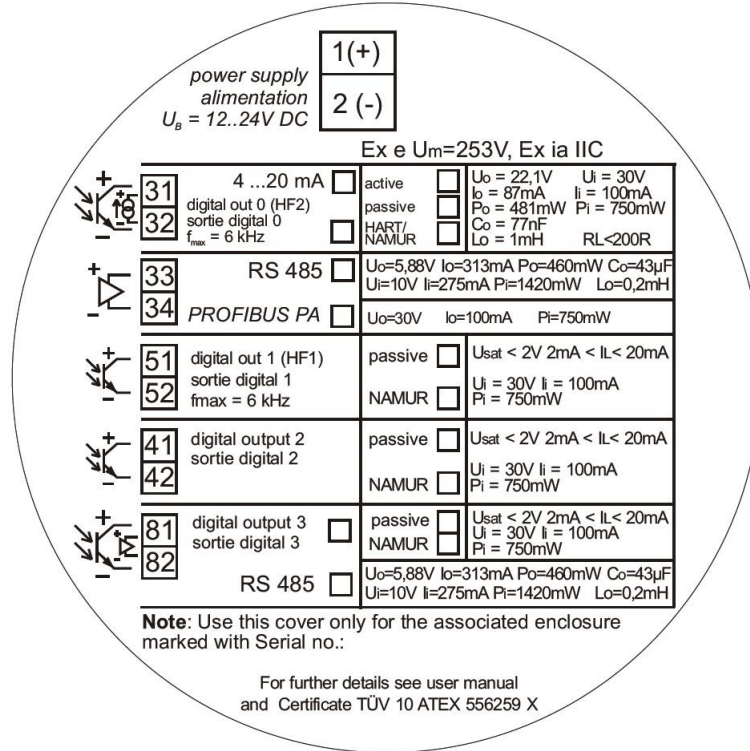 1(+)
power supply
alimentation
2 (-)
UB = 12..24V DC
Ex e Um=253V, Ex ia IIC
+
31
32
-
4 ...20 mA
digital out 0 (HF2)
sortie digital 0
fmax = 6 kHz
active
passive
HART/
NAMUR
Uo = 22,1V Ui = 30V
Io = 87mA Ii = 100mA
Po = 481mW Pi = 750mW
Co = 77nF
Lo = 1mH RL<200R
+
33
34
-
RS 485
Uo=5,88V Io=313mA Po=460mW Co=43µF
Ui=10V Ii=275mA Pi=1420mW Lo=0,2mH
PROFIBUS PA
Uo=30V Io=100mA Pi=750mW
+
51
52
-
digital out 1 (HF1)
sortie digital 1
fmax = 6 kHz
passive
NAMUR
Usat < 2V 2mA < IL< 20mA
Ui = 30V Ii = 100mA
Pi = 750mW
+
41
42
-
digital output 2
sortie digital 2
passive
NAMUR
Usat < 2V 2mA < IL< 20mA
Ui = 30V Ii = 100mA
Pi = 750mW
+
81
82
-
digital output 3
sortie digital 3
passive
NAMUR
Usat < 2V 2mA < IL< 20mA
Ui = 30V Ii = 100mA
Pi = 750mW
RS 485
Uo=5,88V Io=313mA Po=460mW Co=43µF
Ui=10V Ii=275mA Pi=1420mW Lo=0,2mH
Note: Use this cover only for the associated enclosure
marked with Serial no.:
For further details see user manual
and Certificate TÜV 10 ATEX 556259 X